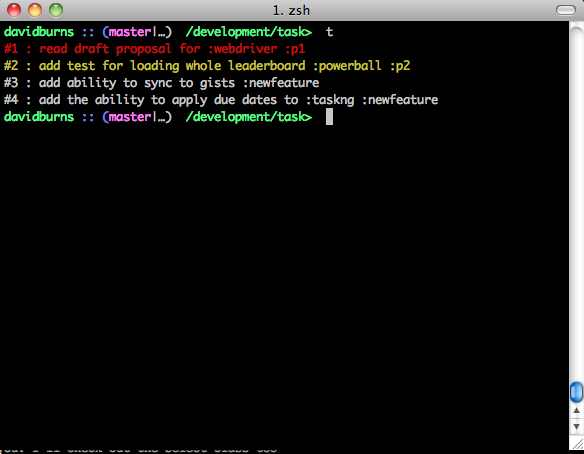 1. zsh
davidburns :: (master|…) /development/task> t
#1 : read draft proposal for :webdriver :p1
#2 : add test for loading whole leaderboard :powerball :p2
#3 : add ability to sync to gists :newfeature
#4 : add the ability to apply due dates to :taskng :newfeature
davidburns :: (master|…) /development/task>